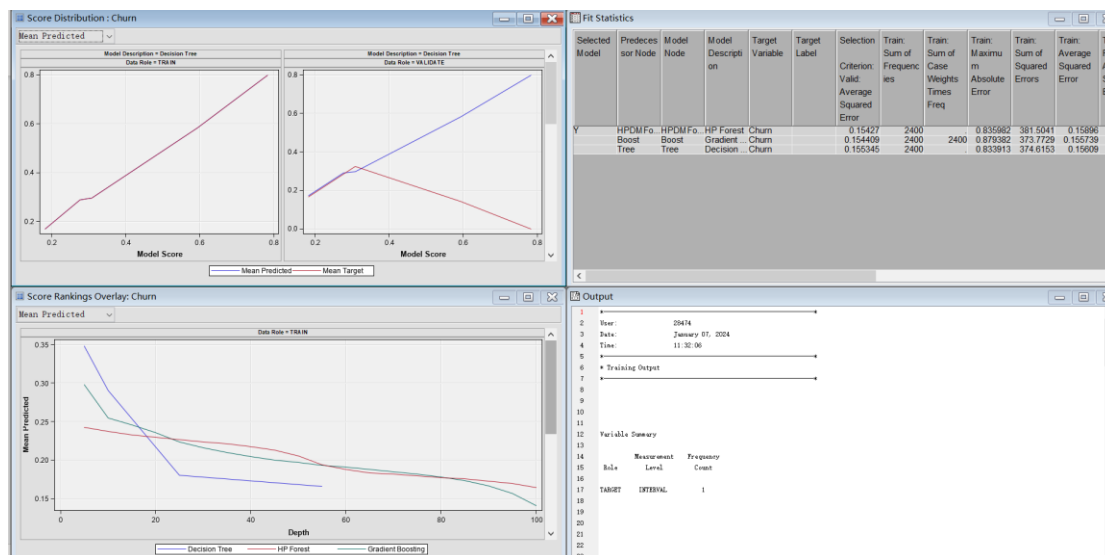 Score Distribution : Churn
Mean Predicted
Model Description = Decision Tree
Data Role = TRAIN
0.8
0.6
0.4
0.2
0.2 0.4 0.6 0.8
Model Score
Model Description = Decision Tree
Data Role = VALIDATE
0.8
0.6
0.4
0.2
0.0
0.2 0.4 0.6 0.8
Model Score
Mean Predicted Mean Target
Fit Statistics
Selected Model
Predeces sor Node
Model Node
Model Descripti on
Target Variable
Target Label
Selection Criterion: Valid: Average Squared Error
Train: Sum of Frequenc ies
Train: Sum of Case Weights Times Freq
Train: Maximu m Absolute Error
Train: Sum of Squared Errors
Train: Average Squared Error
Y HPDMFo... HPDMFo... HP Forest Churn 0.15427 2400 0.835982 381.5041 0.15896
Boost Boost Gradient ... Churn 0.154409 2400 2400 0.879382 373.7729 0.155739
Tree Tree Decision ... Churn 0.155345 2400 0.833913 374.6153 0.15609
Score Rankings Overlay: Churn
Mean Predicted
Data Role = TRAIN
Mean Predicted
0.35
0.30
0.25
0.20
0.15
0 20 40 60 80 100
Depth
Decision Tree HP Forest Gradient Boosting
Output
1 *------------------------------------------------------------*
2 User: 28474
3 Date: January 07, 2024
4 Time: 11:32:06
5 *------------------------------------------------------------*
6 * Training Output
7 *------------------------------------------------------------*
8
9
10
11
12 Variable Summary
13
14 Measurement Frequency
15 Role Level Count
16
17 TARGET INTERVAL 1
18
19
20
21
22